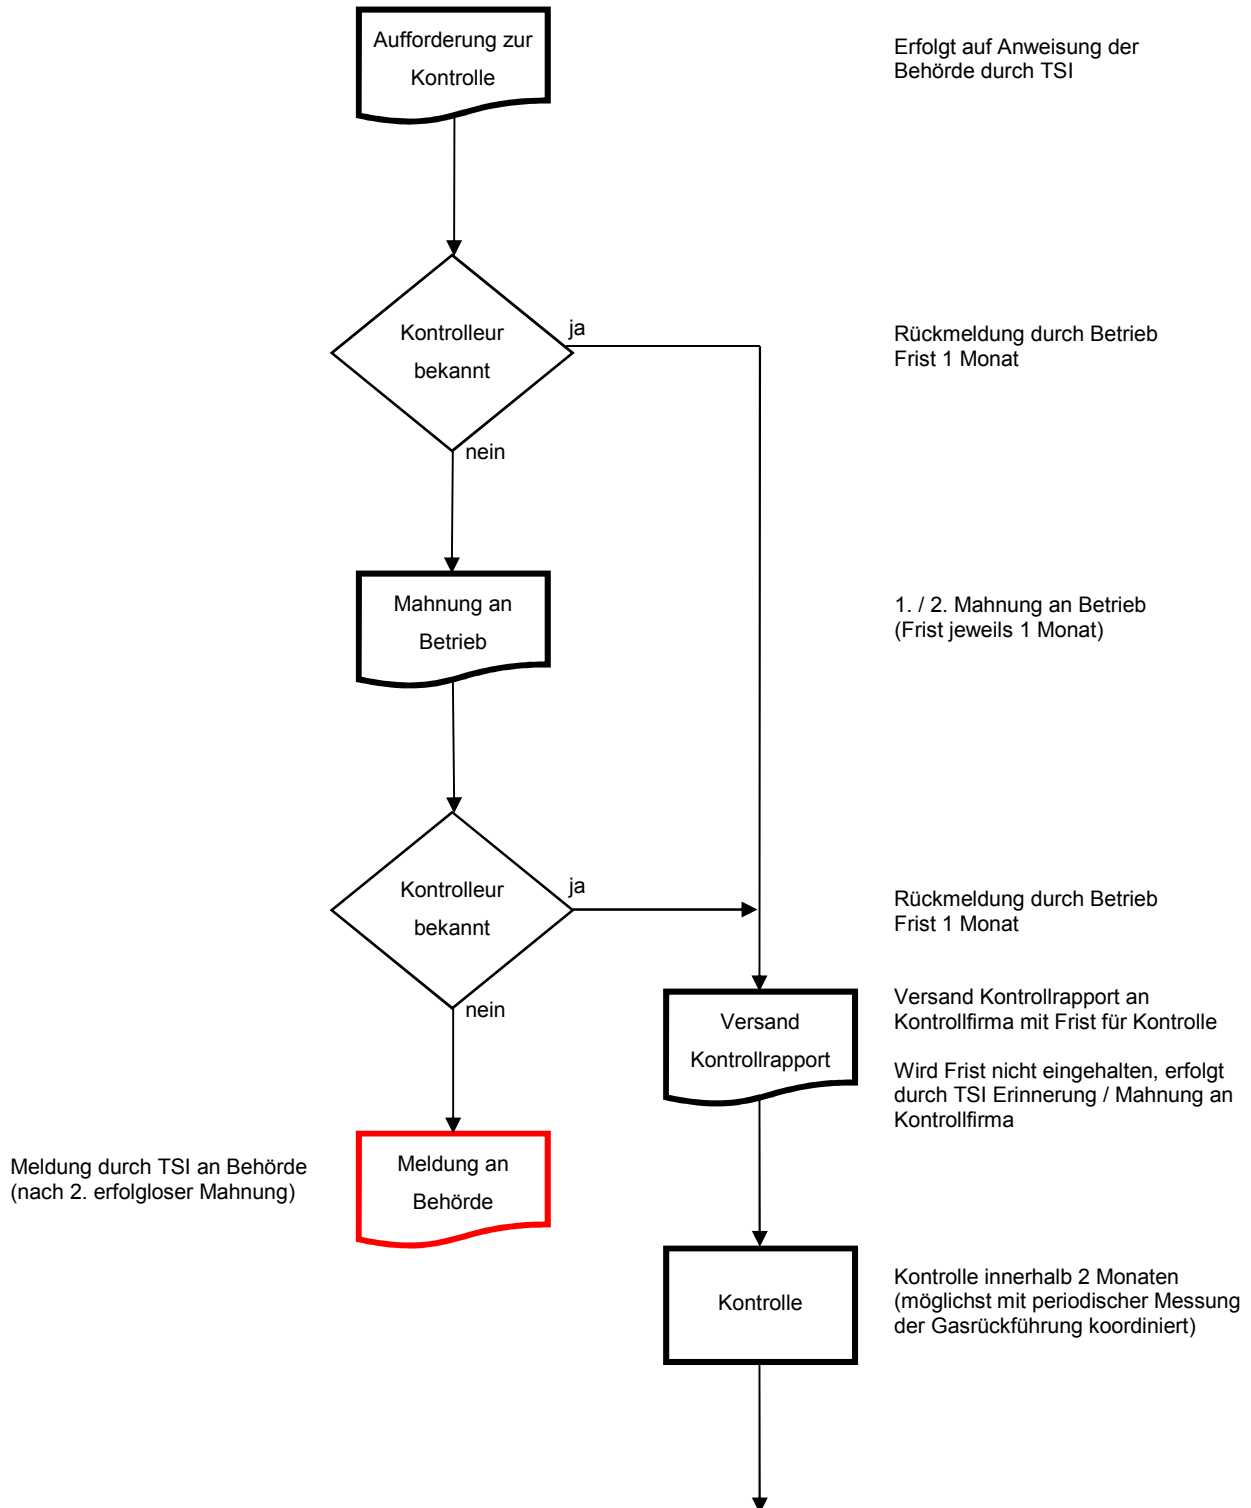 Aufforderung zur
Kontrolle
Erfolgt auf Anweisung der
Behörde durch TSI
Kontrolleur
bekannt
ja
nein
Rückmeldung durch Betrieb
Frist 1 Monat
Mahnung an
Betrieb
1. / 2. Mahnung an Betrieb
(Frist jeweils 1 Monat)
Kontrolleur
bekannt
ja
nein
Rückmeldung durch Betrieb
Frist 1 Monat
Versand
Kontrollrapport
Versand Kontrollrapport an
Kontrollfirma mit Frist für Kontrolle
Wird Frist nicht eingehalten, erfolgt
durch TSI Erinnerung / Mahnung an
Kontrollfirma
Meldung durch TSI an Behörde
(nach 2. erfolgloser Mahnung)
Meldung an
Behörde
Kontrolle
Kontrolle innerhalb 2 Monaten
(möglichst mit periodischer Messung
der Gasrückführung koordiniert)